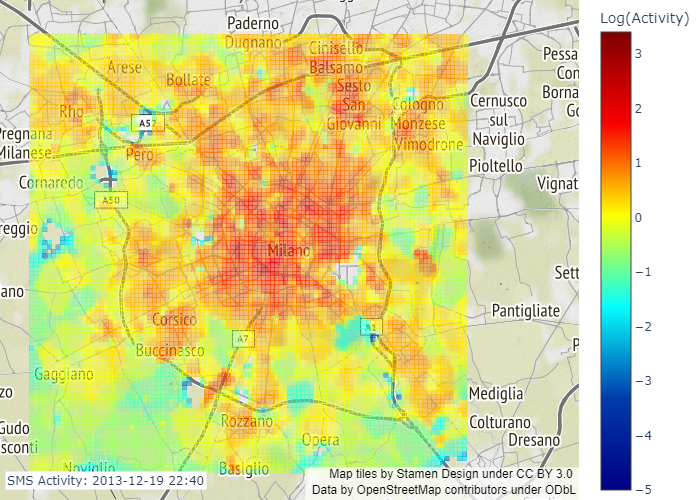 Paderno
Dugnano
Cinisello
Balsamo
Arese
Bollate
Sesto
San
Giovanni
Rho
A57
Cologno
Monzese
Vimodrone
Cernusco
sul
Naviglio
Pioltello
Pessa
Con
Borna
Pregnana
Milanese
Pero
Cornaredo
A50
reggio
Vignat
Milano
Sett
ano
Pantigliate
Corsico
A7
A1
Buccinasco
Gaggiano
Mediglia
Colturano
Dresano
Rozzano
Opera
zo
Gudo
sconti
Noviglio
Basiglio
SMS Activity: 2013-12-19 22:40
Map tiles by Stamen Design under CC BY 3.0
Data by OpenStreetMap contributors under ODbL
Log(Activity)
3
2
1
0
−1
−2
−3
−4
−5